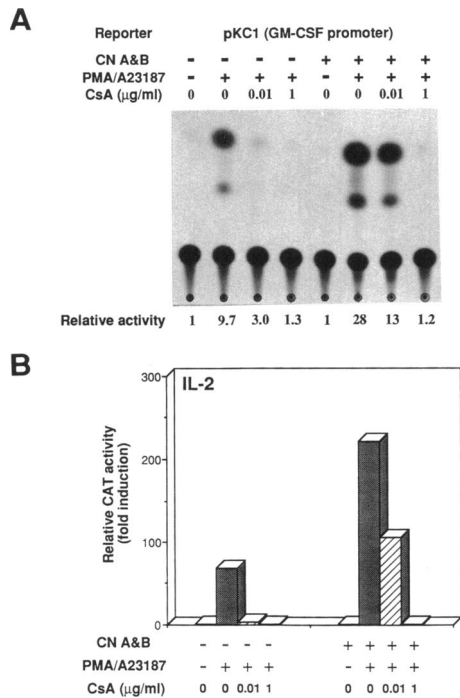 A
Reporter pKC1 (GM-CSF promoter)
CN A&B - - - - + + + +
PMA/A23187 - + + + - + + +
CsA (μg/ml) 0 0 0.01 1 0 0 0.01 1
Relative activity 1 9.7 3.0 1.3 1 28 13 1.2
B
IL-2
Relative CAT activity
(fold induction)
300
200
100
0
CN A&B - - - - + + + +
PMA/A23187 - + + + - + + +
CsA (μg/ml) 0 0 0.01 1 0 0 0.01 1